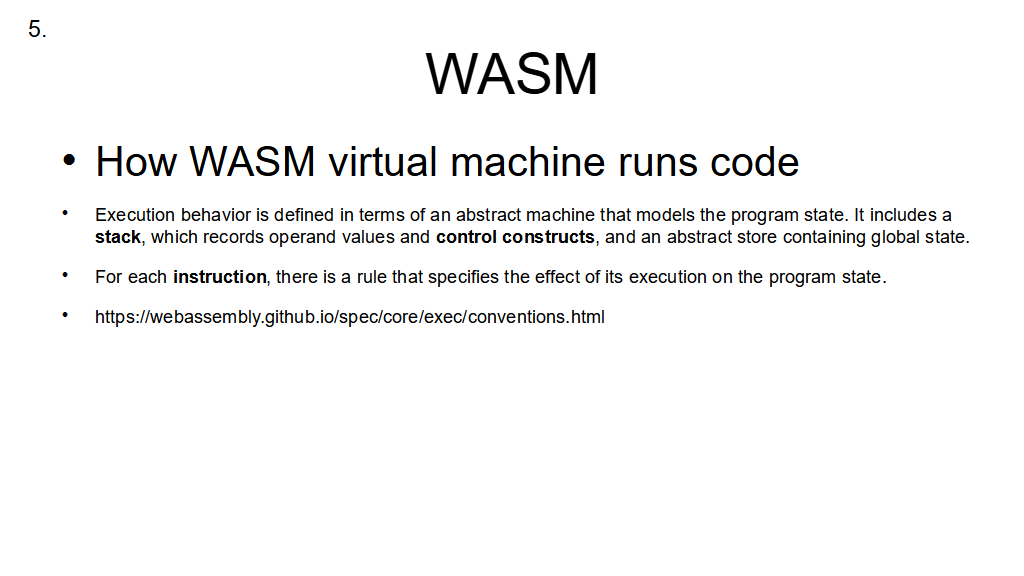 5.
WASM
• How WASM virtual machine runs code
• Execution behavior is defined in terms of an abstract machine that models the program state. It includes a
stack, which records operand values and control constructs, and an abstract store containing global state.
• For each instruction, there is a rule that specifies the effect of its execution on the program state.
• https://webassembly.github.io/spec/core/exec/conventions.html